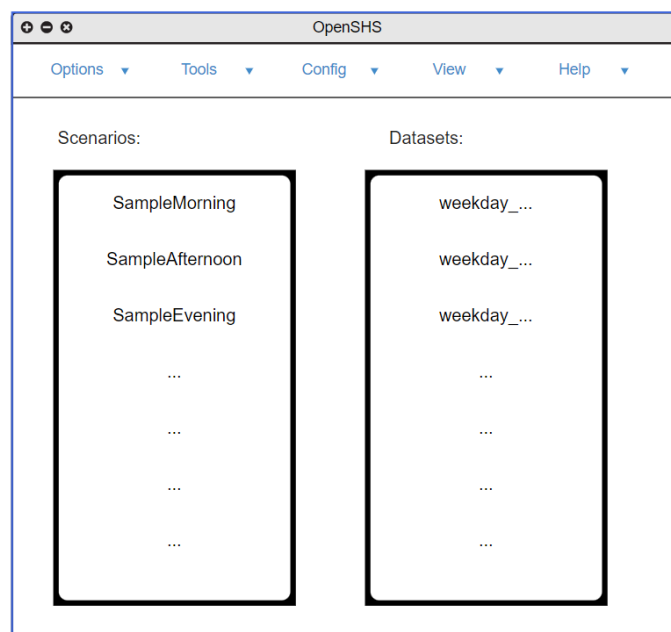 OpenSHS
Options Tools Config View Help
Scenarios: Datasets:
SampleMorning weekday_...
SampleAfternoon weekday_...
SampleEvening weekday_...
... ...
... ...
... ...
... ...